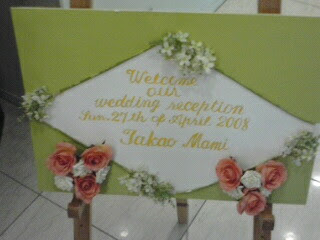 Welcome
our
wedding reception
Sun. 27th of April 2008
Takao Mami